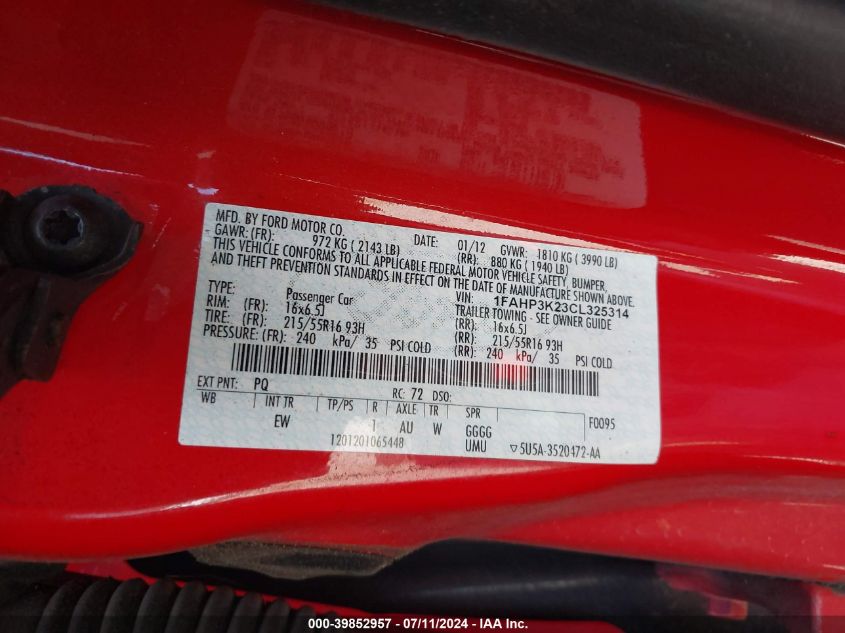 MFD. BY FORD MOTOR CO. DATE: 01/12 GVWR: 1810 KG ( 3990 LB)
GAWR: (FR): 972 KG ( 2143 LB) (RR): 880 KG ( 1940 LB)
THIS VEHICLE CONFORMS TO ALL APPLICABLE FEDERAL MOTOR VEHICLE SAFETY, BUMPER,
AND THEFT PREVENTION STANDARDS IN EFFECT ON THE DATE OF MANUFACTURE SHOWN ABOVE.
VIN: 1FAHP3K23CL325314
TYPE: Passenger Car TRAILER TOWING - SEE OWNER GUIDE
RIM: (FR): 16x6.5J (RR): 16x6.5J
TIRE: (FR): 215/55R16 93H (RR): 215/55R16 93H
PRESSURE: (FR): 240 kPa/ 35 PSI COLD (RR): 240 kPa/ 35 PSI COLD
EXT PNT: PQ RC: 72 DSO:
WB INT TR TP/PS R AXLE TR SPR F0095
EW 1 AU W GGGG
1201201065448 UMU 5U5A-3520472-AA
000-39852957 - 07/11/2024 - IAA Inc.